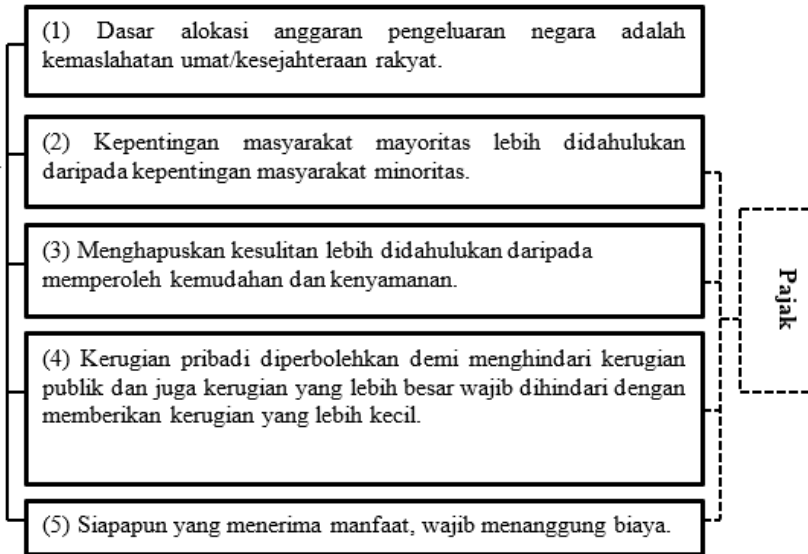 (1) Dasar alokasi anggaran pengeluaran negara adalah
kemaslahatan umat/kesejahteraan rakyat.
(2) Kepentingan masyarakat mayoritas lebih didahulukan
daripada kepentingan masyarakat minoritas.
(3) Menghapuskan kesulitan lebih didahulukan daripada
memperoleh kemudahan dan kenyamanan.
(4) Kerugian pribadi diperbolehkan demi menghindari kerugian
publik dan juga kerugian yang lebih besar wajib dihindari dengan
memberikan kerugian yang lebih kecil.
(5) Siapapun yang menerima manfaat, wajib menanggung biaya.
Pajak